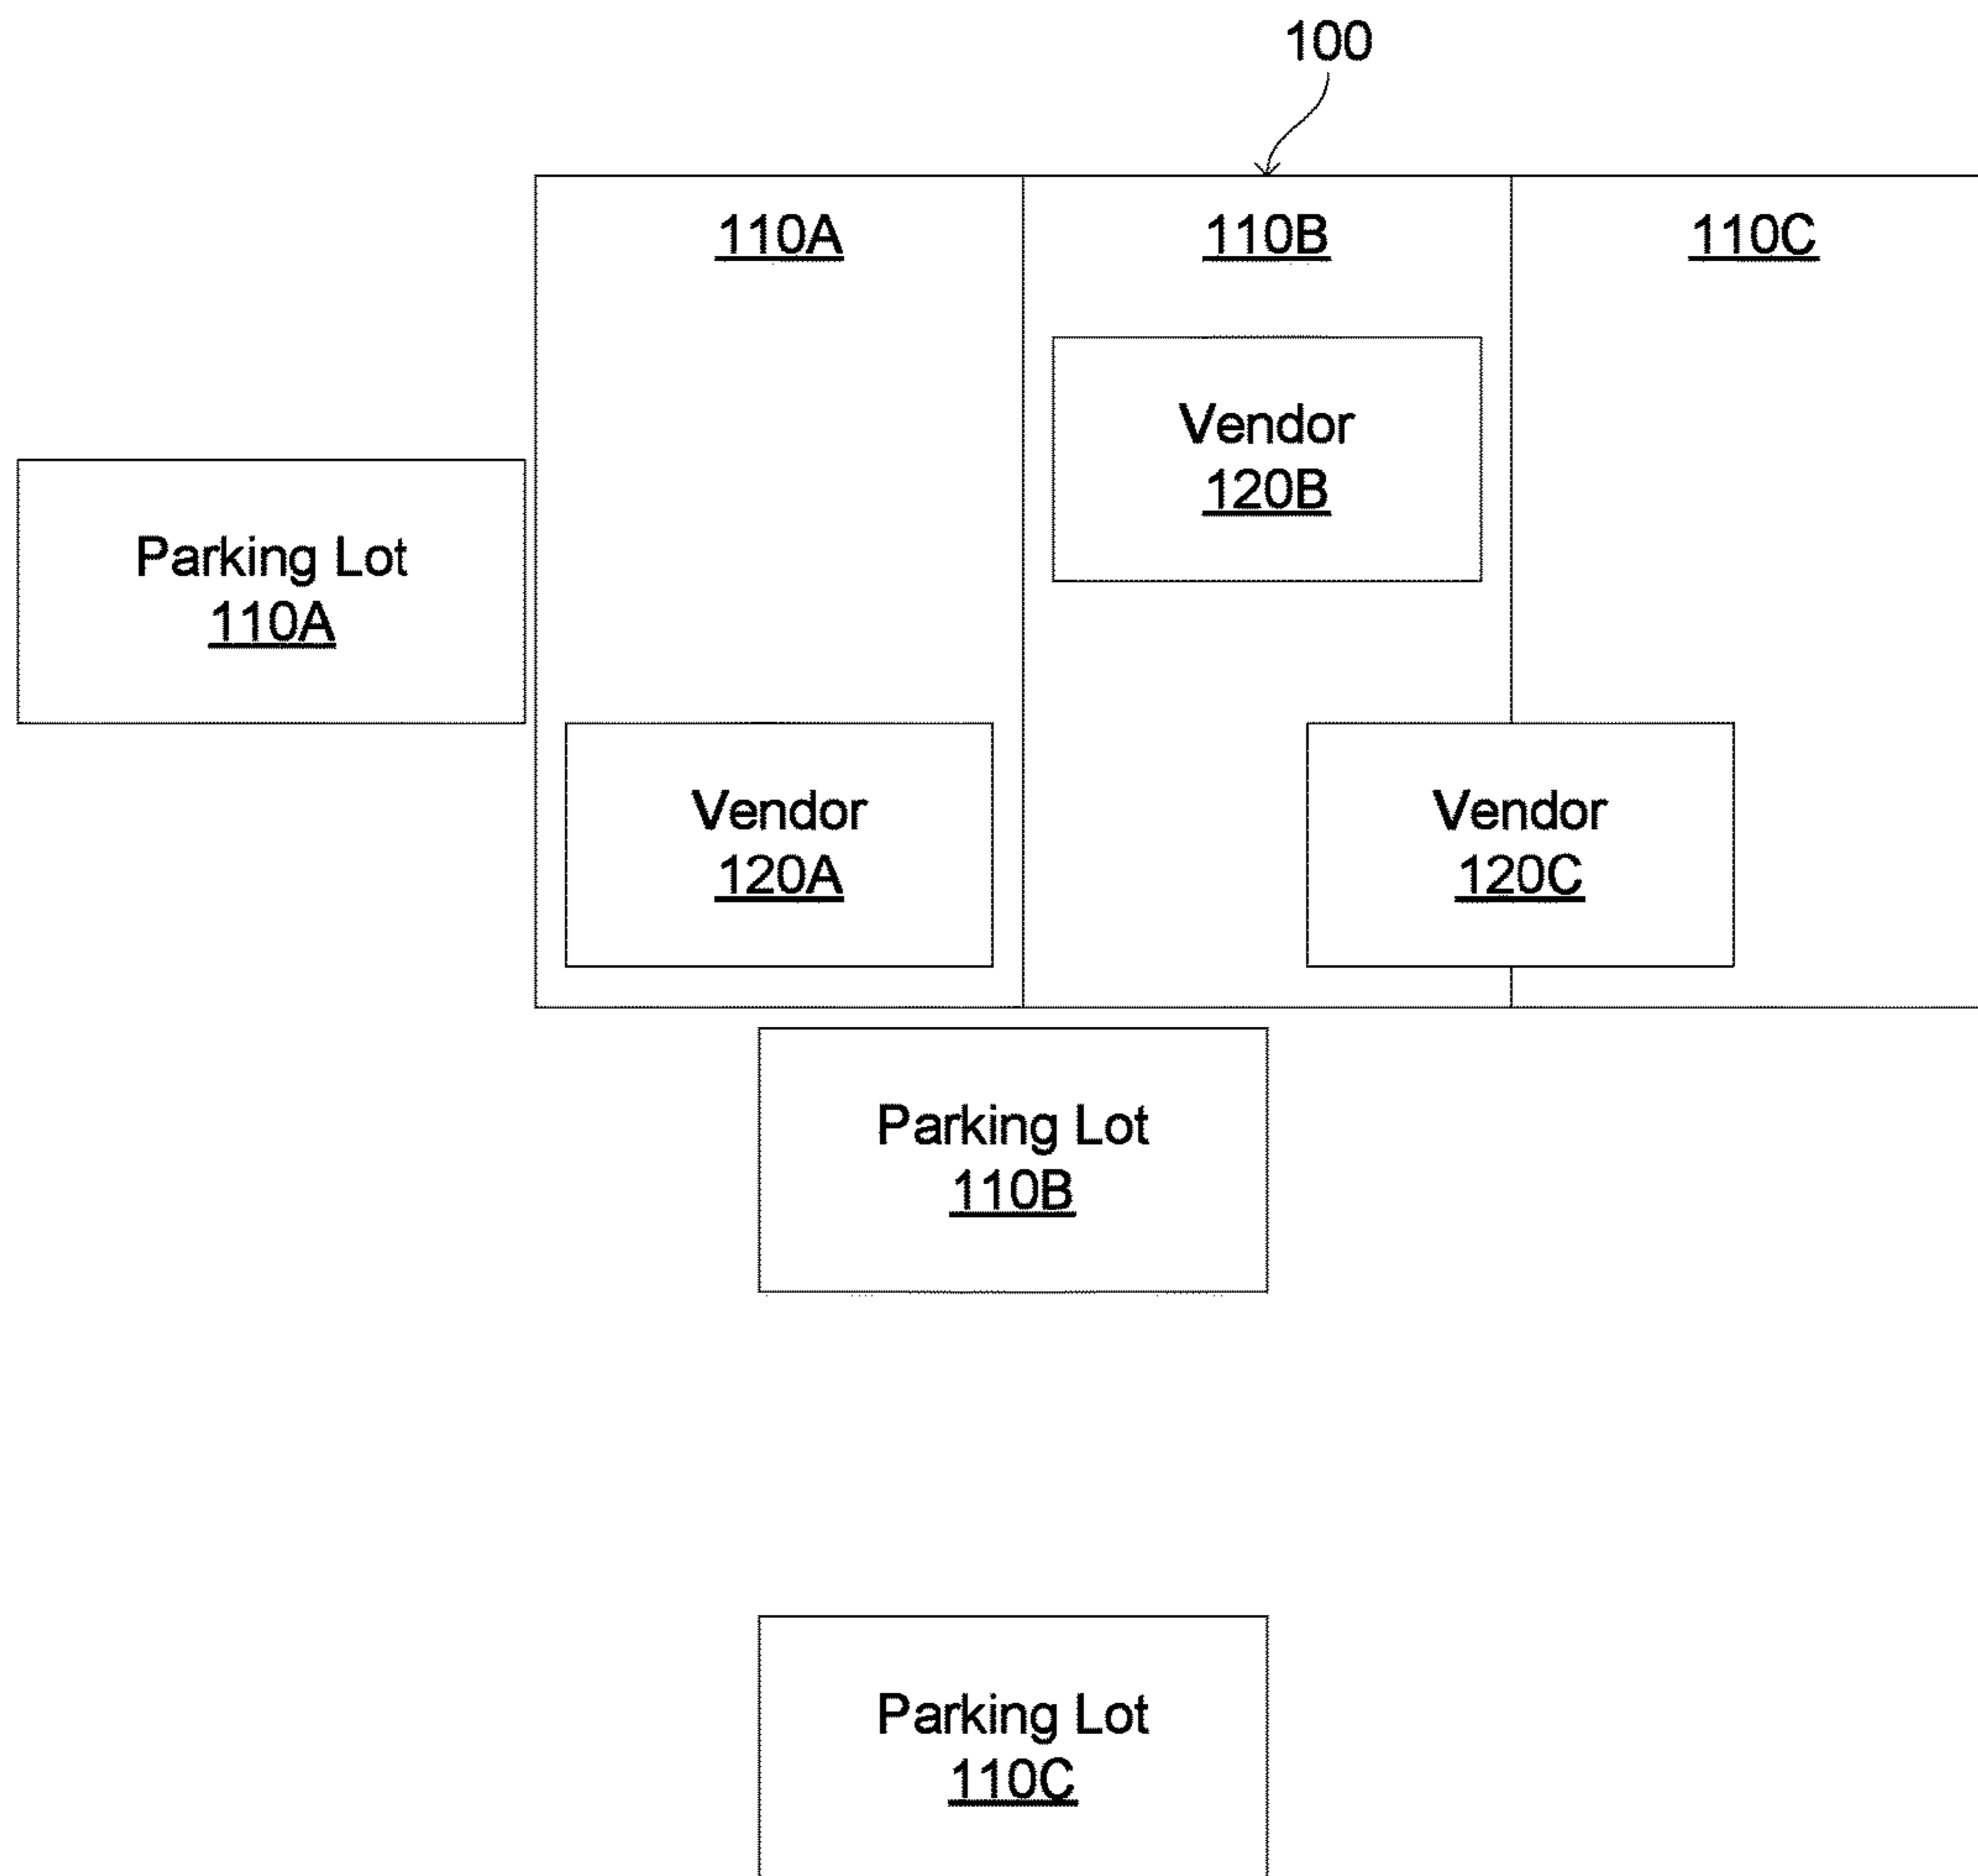 100
110A
110B
110C
Vendor
120B
Parking Lot
110A
Vendor
120A
Vendor
120C
Parking Lot
110B
Parking Lot
110C